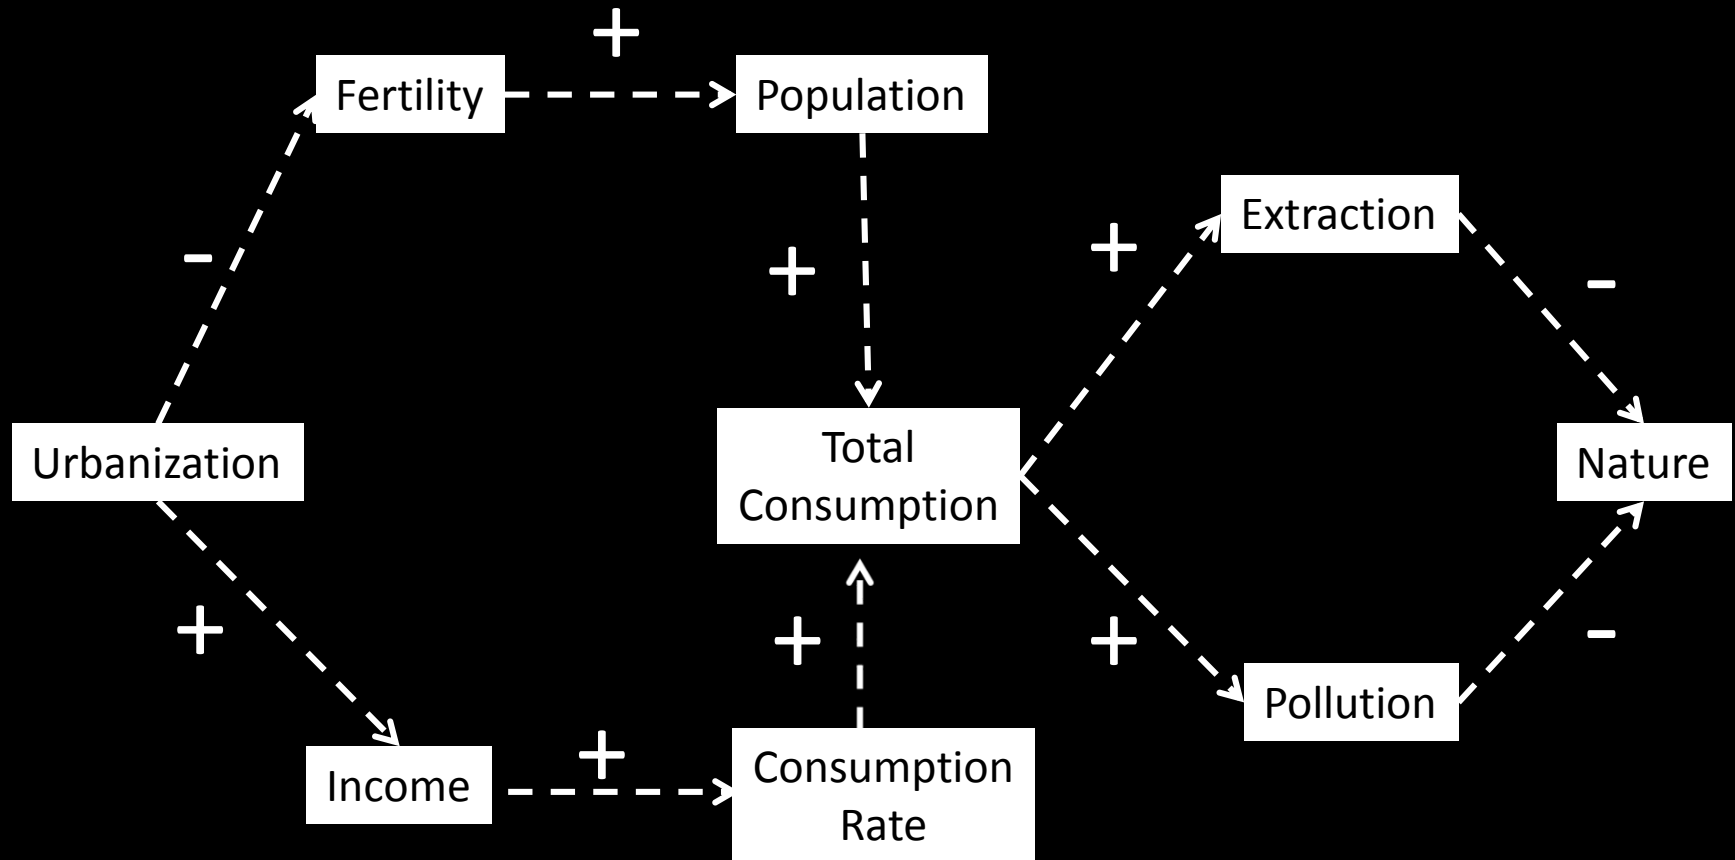 +
Fertility
Population
Extraction
+
-
+
-
Total
Consumption
Urbanization
Nature
+
+
+
-
Pollution
+
Income
Consumption
Rate